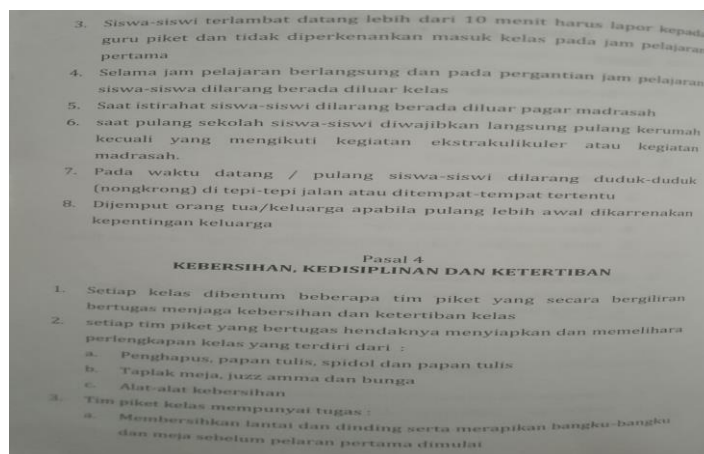 3. Siswa-siswi terlambat datang lebih dari 10 menit harus lapor kepada
guru piket dan tidak diperkenankan masuk kelas pada jam pelajaran
pertama
4. Selama jam pelajaran berlangsung dan pada pergantian jam pelajaran
siswa-siswa dilarang berada diluar kelas
5. Saat istirahat siswa-siswi dilarang berada diluar pagar madrasah
6. saat pulang sekolah siswa-siswi diwajibkan langsung pulang kerumah
kecuali yang mengikuti kegiatan ekstrakulikuler atau kegiatan
madrasah.
7. Pada waktu datang / pulang siswa-siswi dilarang duduk-duduk
(nongkrong) di tepi-tepi jalan atau ditempat-tempat tertentu
8. Dijemput orang tua/keluarga apabila pulang lebih awal dikarrenakan
kepentingan keluarga
Pasal 4
KEBERSIHAN, KEDISIPLINAN DAN KETERTIBAN
1. Setiap kelas dibentum beberapa tim piket yang secara bergiliran
bertugas menjaga kebersihan dan ketertiban kelas
2. setiap tim piket yang bertugas hendaknya menyiapkan dan memelihara
perlengkapan kelas yang terdiri dari :
a. Penghapus, papan tulis, spidol dan papan tulis
b. Taplak meja, juzz amma dan bunga
c. Alat-alat kebersihan
3. Tim piket kelas mempunyai tugas :
a. Membersihkan lantai dan dinding serta merapikan bangku-bangku
dan meja sebelum pelaran pertama dimulai